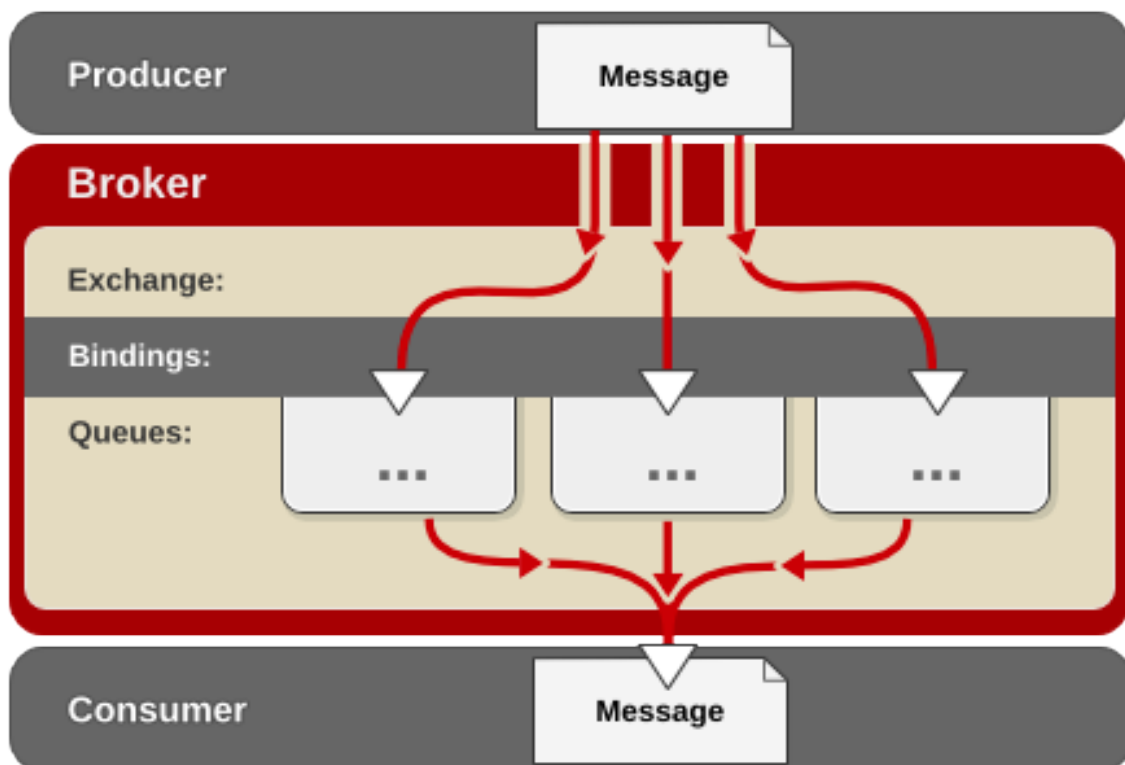 Producer
Message
Broker
Exchange:
Bindings:
Queues:
...
...
...
Consumer
Message